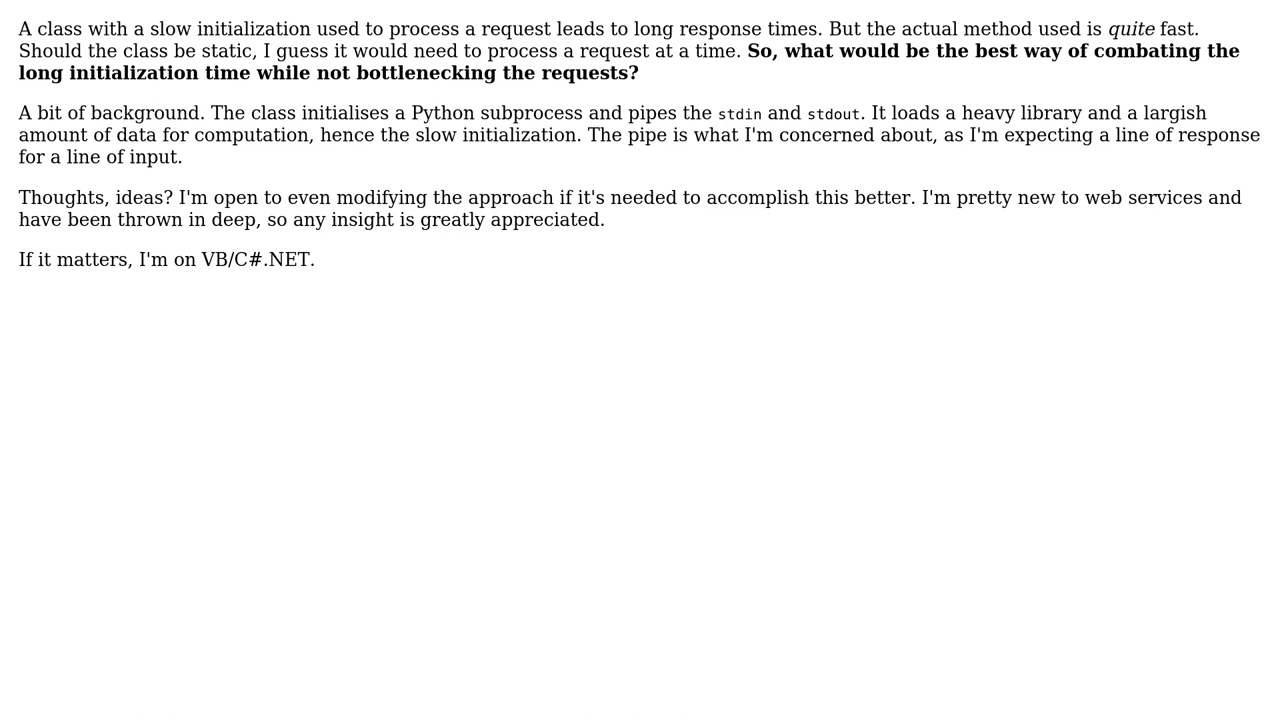 A class with a slow initialization used to process a request leads to long response times. But the actual method used is quite fast.
Should the class be static, I guess it would need to process a request at a time. So, what would be the best way of combating the
long initialization time while not bottlenecking the requests?
A bit of background. The class initialises a Python subprocess and pipes the stdin and stdout. It loads a heavy library and a largish
amount of data for computation, hence the slow initialization. The pipe is what I'm concerned about, as I'm expecting a line of response
for a line of input.
Thoughts, ideas? I'm open to even modifying the approach if it's needed to accomplish this better. I'm pretty new to web services and
have been thrown in deep, so any insight is greatly appreciated.
If it matters, I'm on VB/C#.NET.